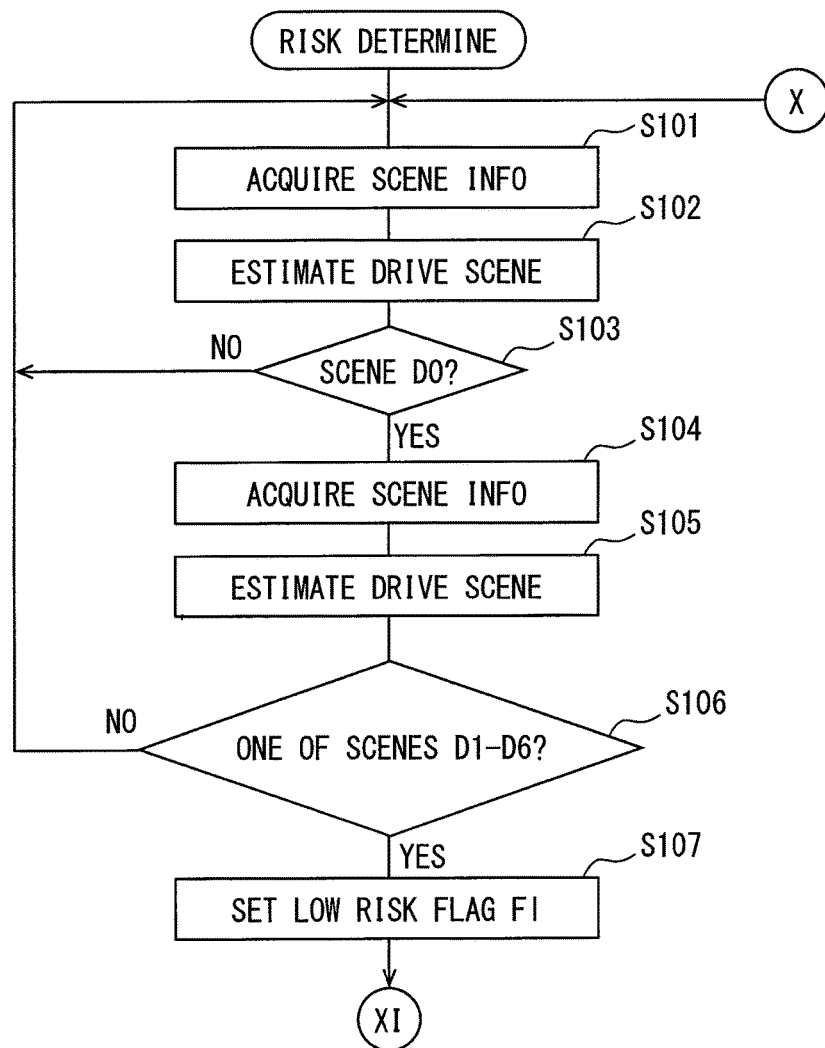 RISK DETERMINE
X
S101
ACQUIRE SCENE INFO
S102
ESTIMATE DRIVE SCENE
S103
NO
SCENE D0?
YES
S104
ACQUIRE SCENE INFO
S105
ESTIMATE DRIVE SCENE
S106
NO
ONE OF SCENES D1-D6?
YES
S107
SET LOW RISK FLAG Fl
XI